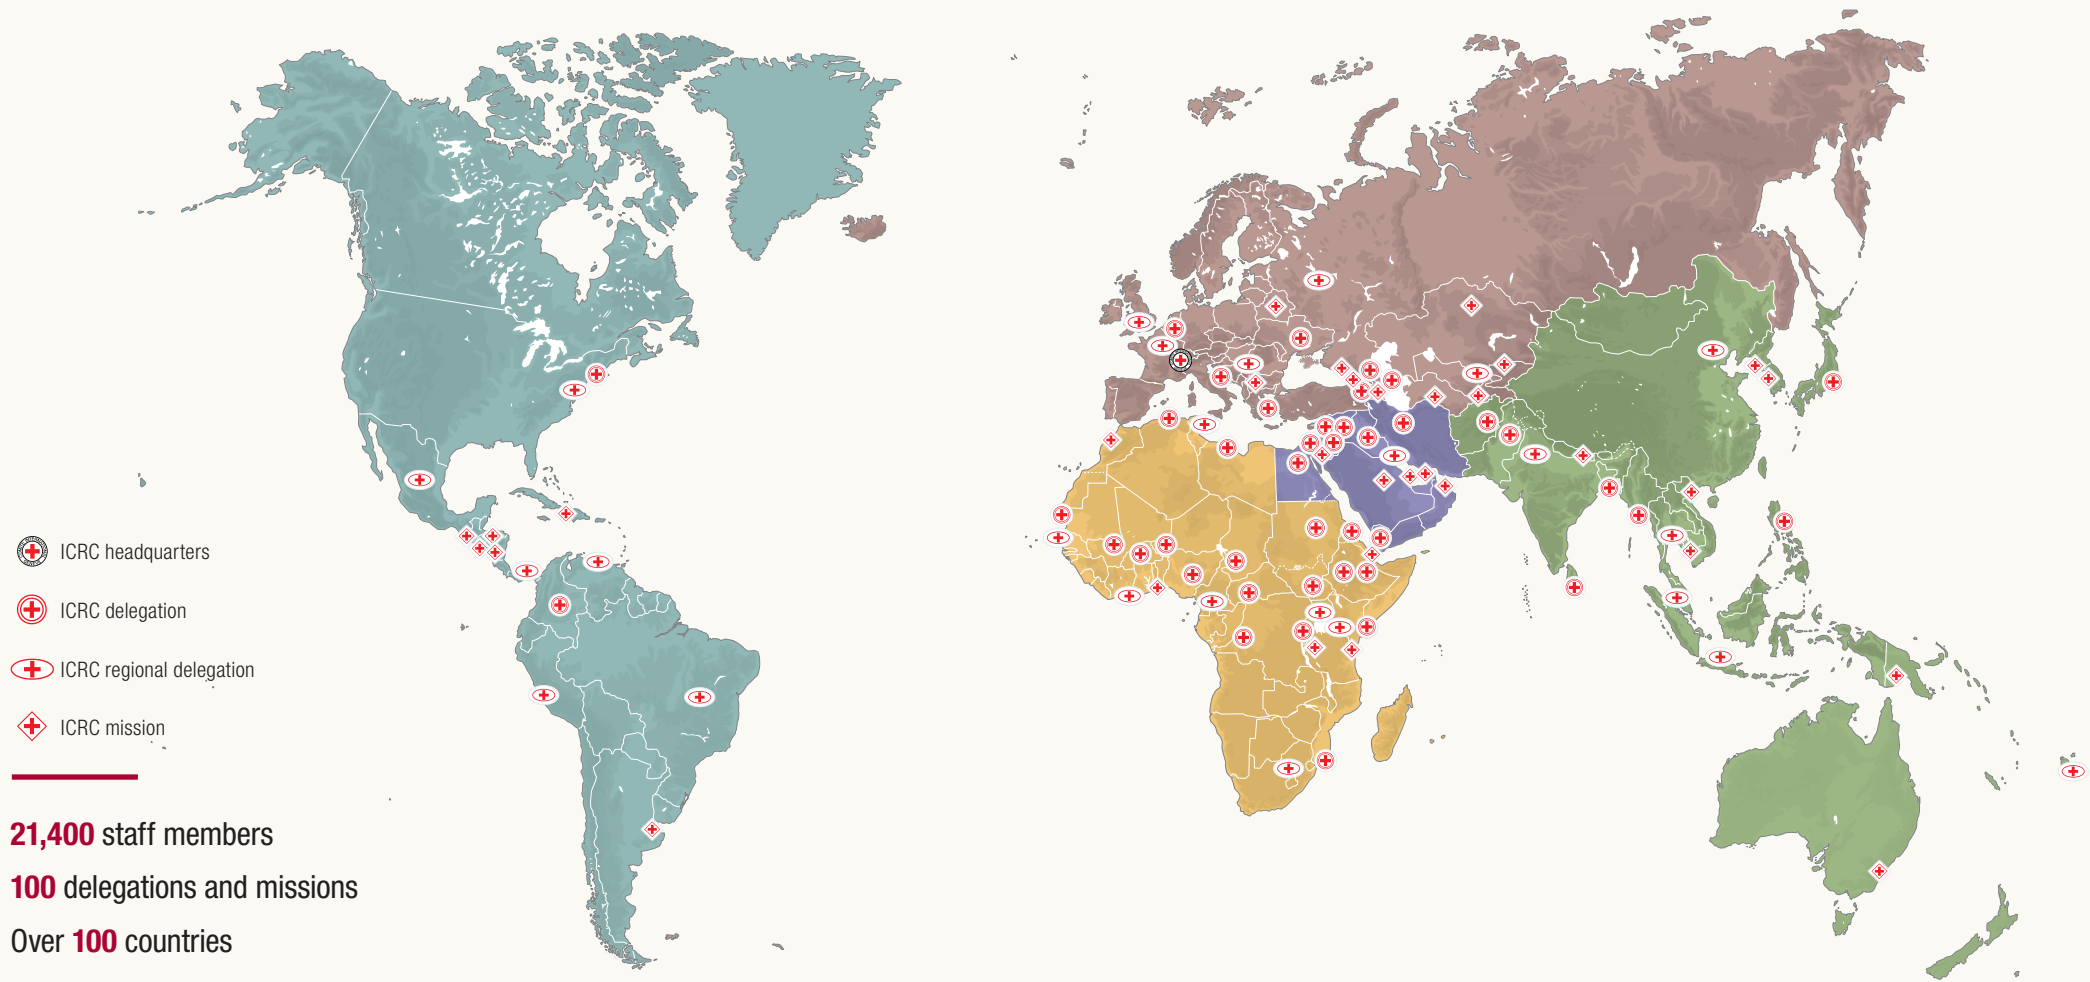 ICRC headquarters
ICRC delegation
ICRC regional delegation
ICRC mission
21,400 staff members
100 delegations and missions
Over 100 countries